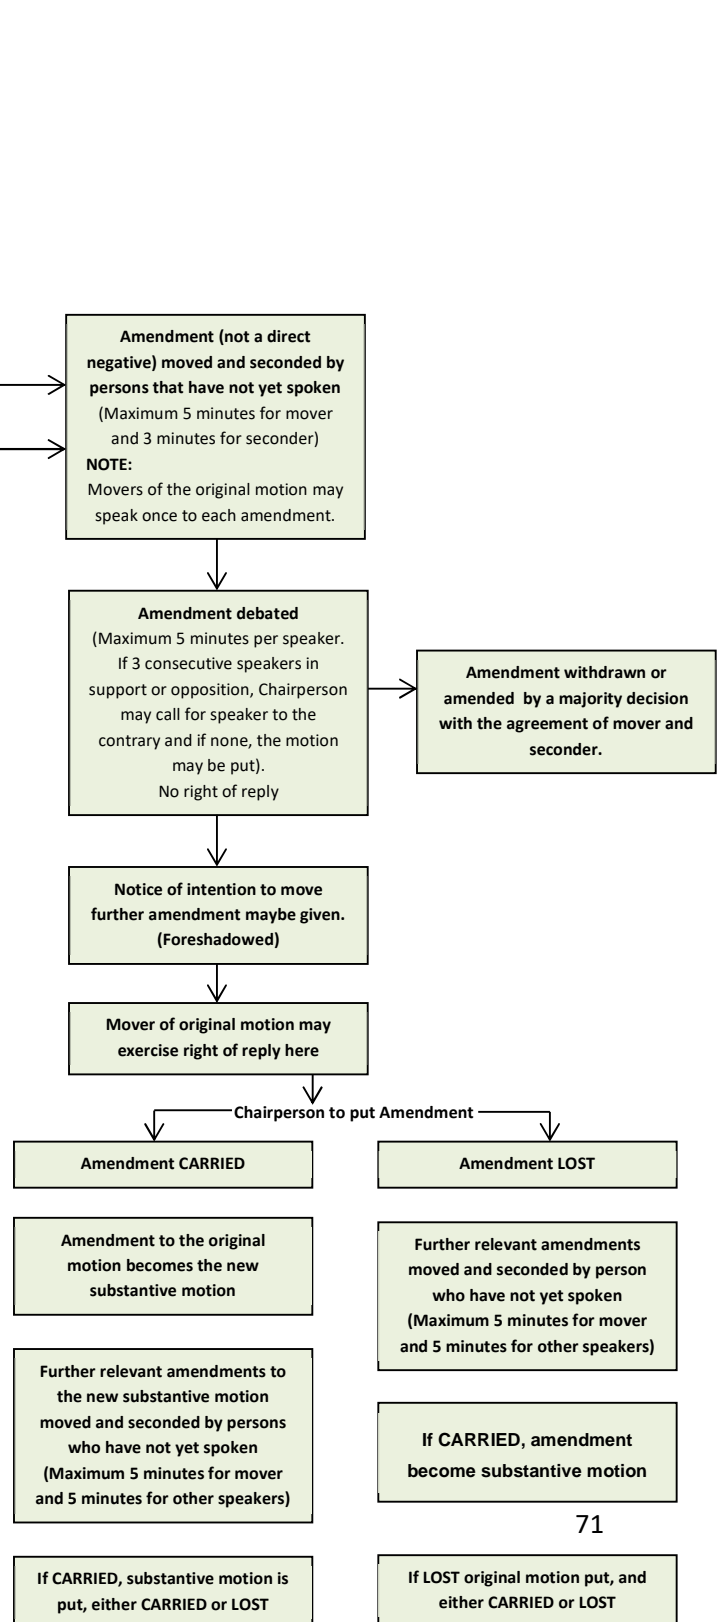 Amendment (not a direct
negative) moved and seconded by
persons that have not yet spoken
(Maximum 5 minutes for mover
and 3 minutes for seconder)
NOTE:
Movers of the original motion may
speak once to each amendment.
Amendment debated
(Maximum 5 minutes per speaker.
If 3 consecutive speakers in
support or opposition, Chairperson
may call for speaker to the
contrary and if none, the motion
may be put).
No right of reply
Amendment withdrawn or
amended by a majority decision
with the agreement of mover and
seconder.
Notice of intention to move
further amendment maybe given.
(Foreshadowed)
Mover of original motion may
exercise right of reply here
Chairperson to put Amendment
Amendment CARRIED
Amendment to the original
motion becomes the new
substantive motion
Further relevant amendments to
the new substantive motion
moved and seconded by persons
who have not yet spoken
(Maximum 5 minutes for mover
and 5 minutes for other speakers)
If CARRIED, substantive motion is
put, either CARRIED or LOST
Amendment LOST
Further relevant amendments
moved and seconded by person
who have not yet spoken
(Maximum 5 minutes for mover
and 5 minutes for other speakers)
If CARRIED, amendment
become substantive motion
71
If LOST original motion put, and
either CARRIED or LOST